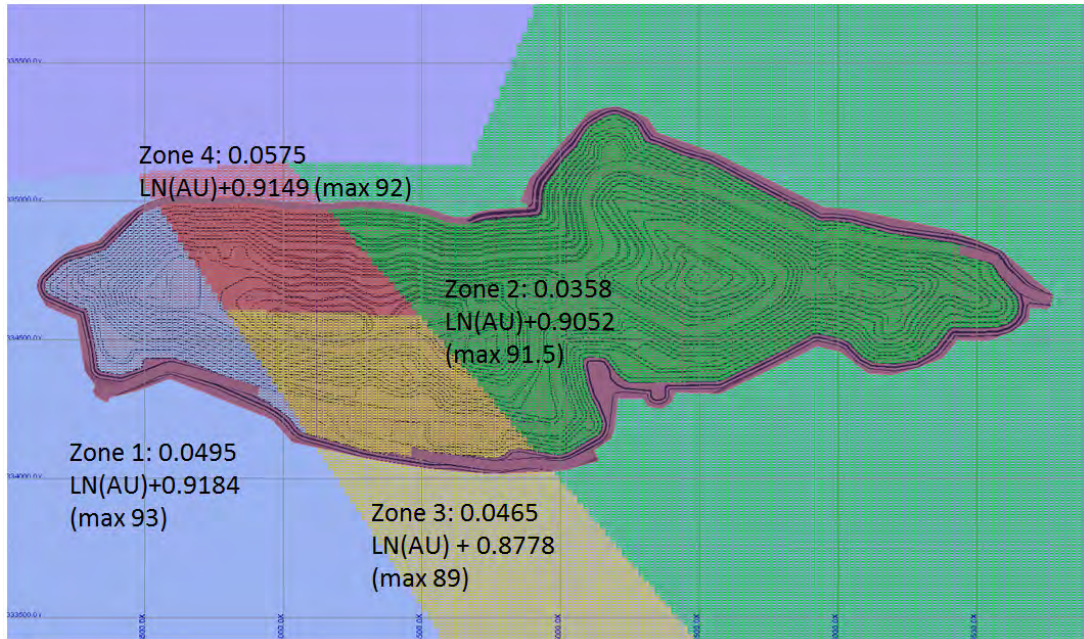 Zone 4: 0.0575
LN(AU)+0.9149 (max 92)
Zone 2: 0.0358
LN(AU)+0.9052
(max 91.5)
Zone 1: 0.0495
LN(AU)+0.9184
(max 93)
Zone 3: 0.0465
LN(AU) + 0.8778
(max 89)